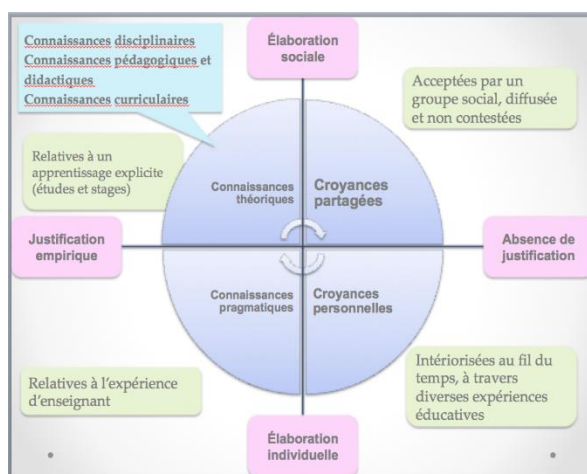 Connaissances disciplinaires
Connaissances pédagogiques et
didactiques
Connaissances curriculaires
Élaboration
sociale
Acceptées par un
groupe social, diffusée
et non contestées
Relatives à un
apprentissage explicite
(études et stages)
Connaissances
théoriques
Croyances
partagées
Justification
empirique
Absence de
justification
Connaissances
pragmatiques
Croyances
personnelles
Relatives à l'expérience
d'enseignant
Intériorisées au fil du
temps, à travers
diverses expériences
éducatives
Élaboration
individuelle